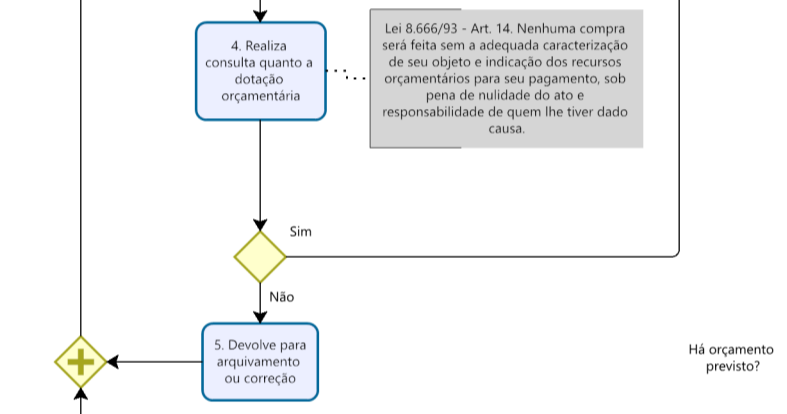 4. Realiza
consulta quanto a
dotação
orçamentária
Lei 8.666/93 - Art. 14. Nenhuma compra
será feita sem a adequada caracterização
de seu objeto e indicação dos recursos
orçamentários para seu pagamento, sob
pena de nulidade do ato e
responsabilidade de quem lhe tiver dado
causa.
Sim
Não
5. Devolve para
arquivamento
ou correção
Há orçamento
previsto?